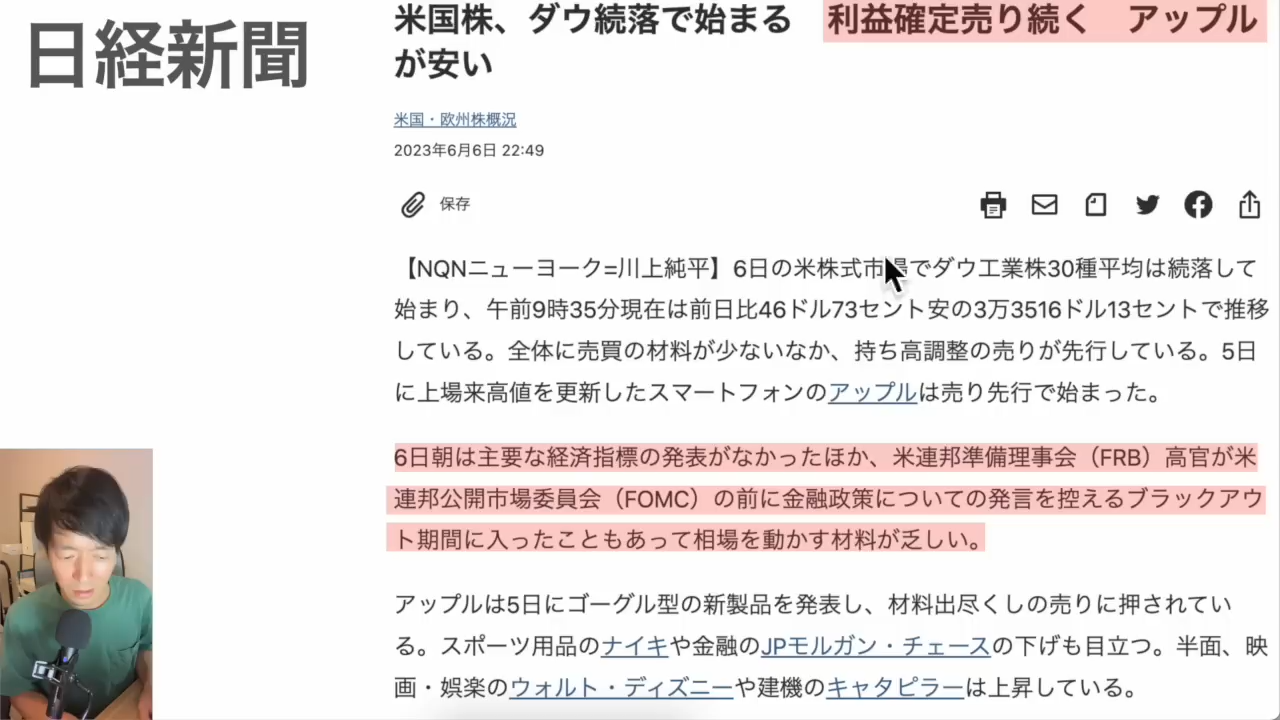 日経新聞
米国株、ダウ続落で始まる　利益確定売り続く　アップル
が安い
米国・欧州株概況
2023年6月6日 22:49
保存
【NQNニューヨーク=川上純平】6日の米株式市場でダウ工業株30種平均は続落して
始まり、午前9時35分現在は前日比46ドル73セント安の3万3516ドル13セントで推移
している。全体に売買の材料が少ないなか、持ち高調整の売りが先行している。5日
に上場来高値を更新したスマートフォンのアップルは売り先行で始まった。
6日朝は主要な経済指標の発表がなかったほか、米連邦準備理事会（FRB）高官が米
連邦公開市場委員会（FOMC）の前に金融政策についての発言を控えるブラックアウ
ト期間に入ったこともあって相場を動かす材料が乏しい。
アップルは5日にゴーグル型の新製品を発表し、材料出尽くしの売りに押されてい
る。スポーツ用品のナイキや金融のJPモルガン・チェースの下げも目立つ。半面、映
画・娯楽のウォルト・ディズニーや建機のキャタピラーは上昇している。